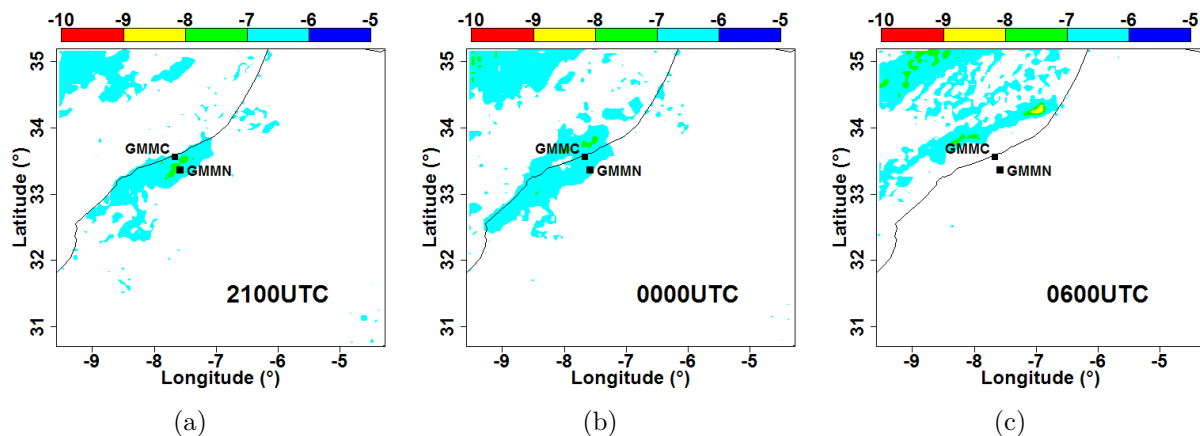 -10 -9 -8 -7 -6 -5
35
34
33
32
31
Latitude (°)
GMMC
GMMN
2100UTC
-9 -8 -7 -6 -5
Longitude (°)
(a)
-10 -9 -8 -7 -6 -5
35
34
33
32
31
Latitude (°)
GMMC
GMMN
0000UTC
-9 -8 -7 -6 -5
Longitude (°)
(b)
-10 -9 -8 -7 -6 -5
35
34
33
32
31
Latitude (°)
GMMC
GMMN
0600UTC
-9 -8 -7 -6 -5
Longitude (°)
(c)